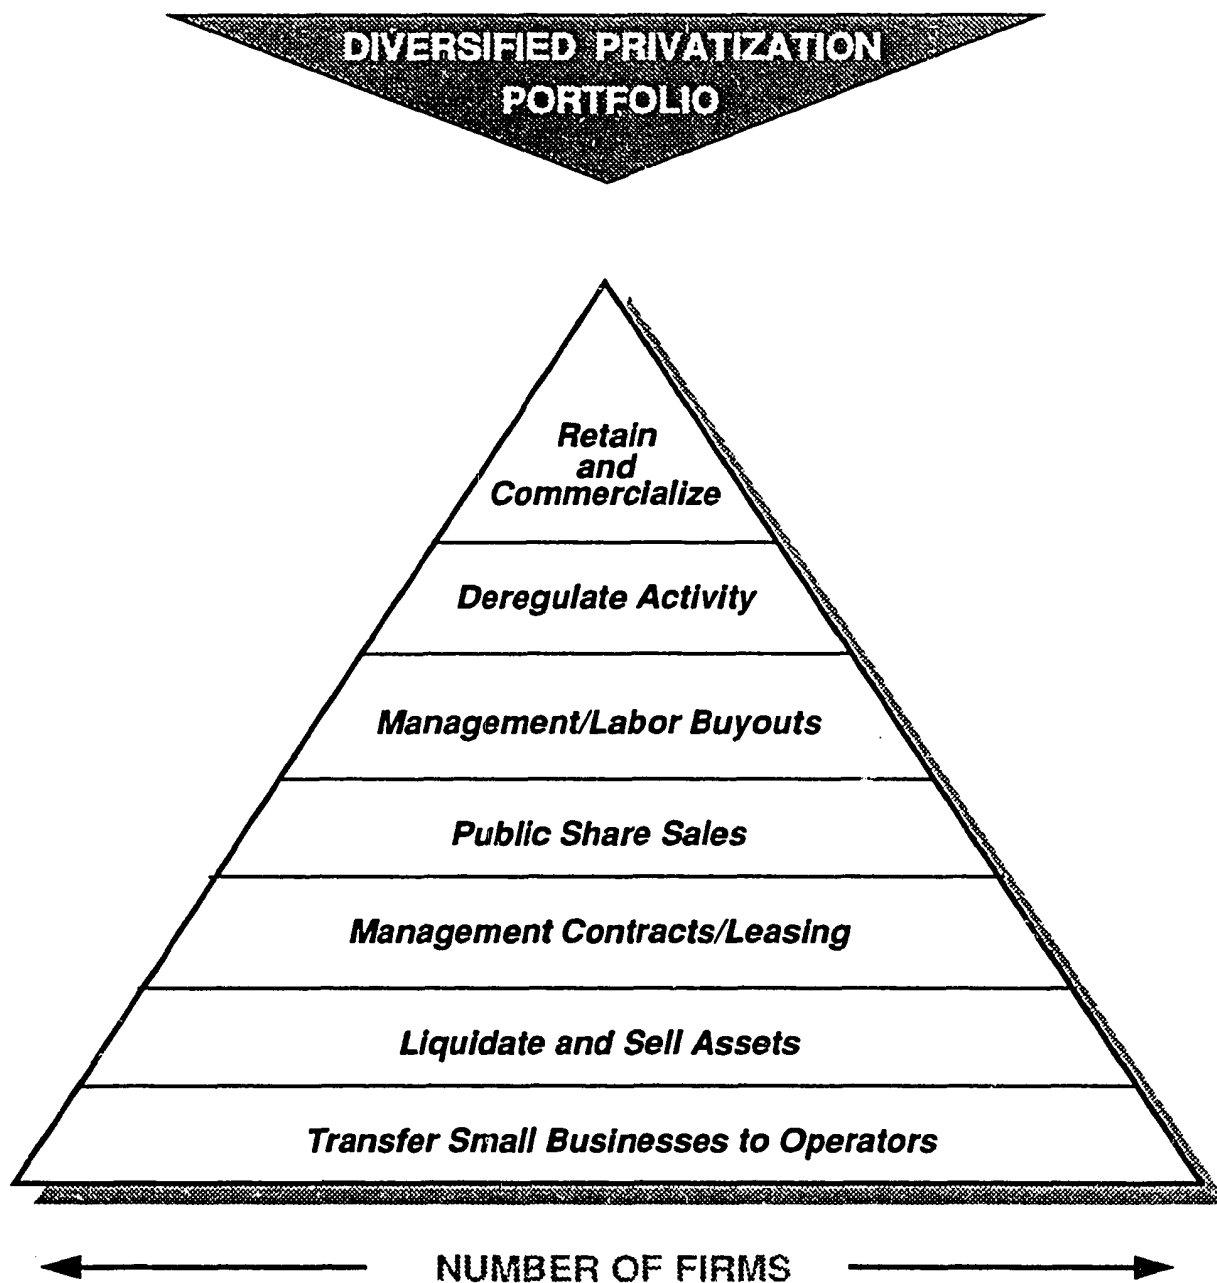 DIVERSIFIED PRIVATIZATION
PORTFOLIO
Retain
and
Commercialize
Deregulate Activity
Management/Labor Buyouts
Public Share Sales
Management Contracts/Leasing
Liquidate and Sell Assets
Transfer Small Businesses to Operators
NUMBER OF FIRMS